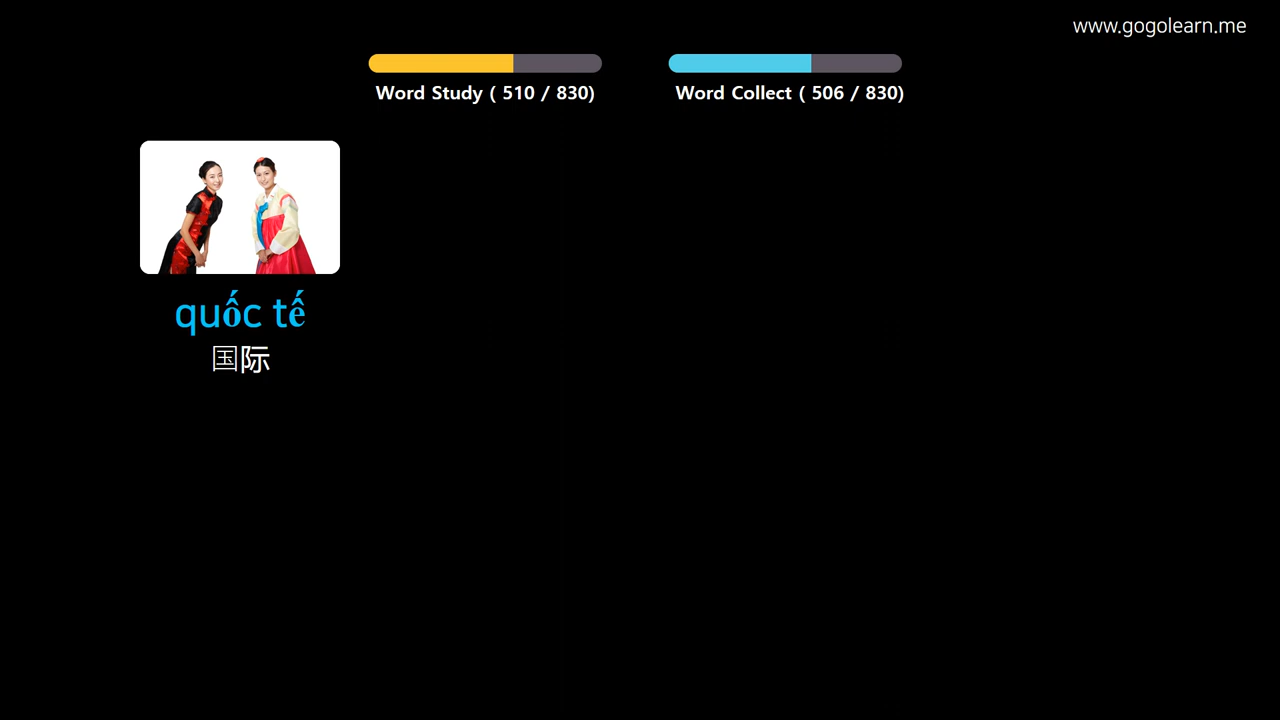 www.gogolearn.me
Word Study ( 510 / 830)
Word Collect ( 506 / 830)
quốc tế
国际